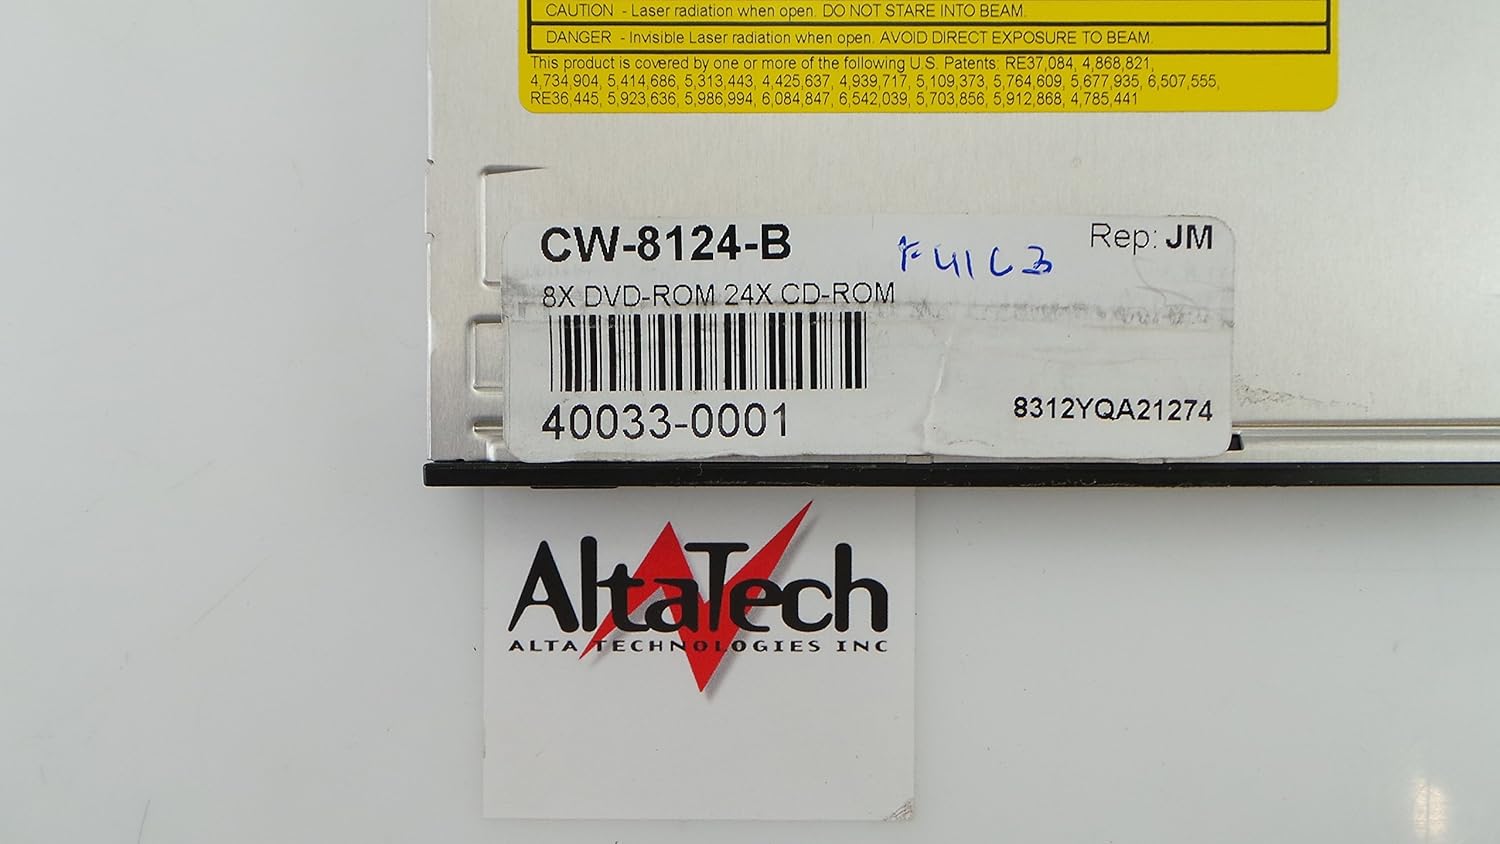 CAUTION - Laser radiation when open. DO NOT STARE INTO BEAM.
DANGER - Invisible Laser radiation when open. AVOID DIRECT EXPOSURE TO BEAM.
This product is covered by one or more of the following U.S. Patents: RE37,084, 4,868,821,
4,734,904, 5,414,686, 5,313,443, 4,425,637, 4,939,717, 5,109,373, 5,764,609, 5,677,935, 6,507,555,
RE36,445, 5,923,636, 5,986,994, 6,084,847, 6,542,039, 5,703,856, 5,912,868, 4,785,441
CW-8124-B
Rep: JM
8X DVD-ROM 24X CD-ROM
40033-0001
8312YQA21274
AltaTech
ALTA TECHNOLOGIES INC